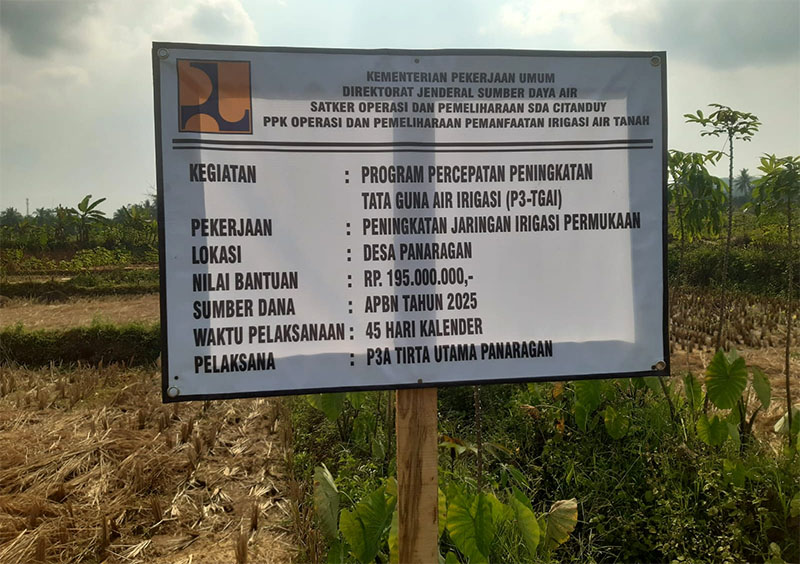 KEMENTERIAN PEKERJAAN UMUM
DIREKTORAT JENDERAL SUMBER DAYA AIR
SATKER OPERASI DAN PEMELIHARAAN SDA CITANDUY
PPK OPERASI DAN PEMELIHARAAN PEMANFAATAN IRIGASI AIR TANAH
KEGIATAN : PROGRAM PERCEPATAN PENINGKATAN
TATA GUNA AIR IRIGASI (P3-TGAI)
PEKERJAAN : PENINGKATAN JARINGAN IRIGASI PERMUKAAN
LOKASI : DESA PANARAGAN
NILAI BANTUAN : RP. 195.000.000,-
SUMBER DANA : APBN TAHUN 2025
WAKTU PELAKSANAAN : 45 HARI KALENDER
PELAKSANA : P3A TIRTA UTAMA PANARAGAN